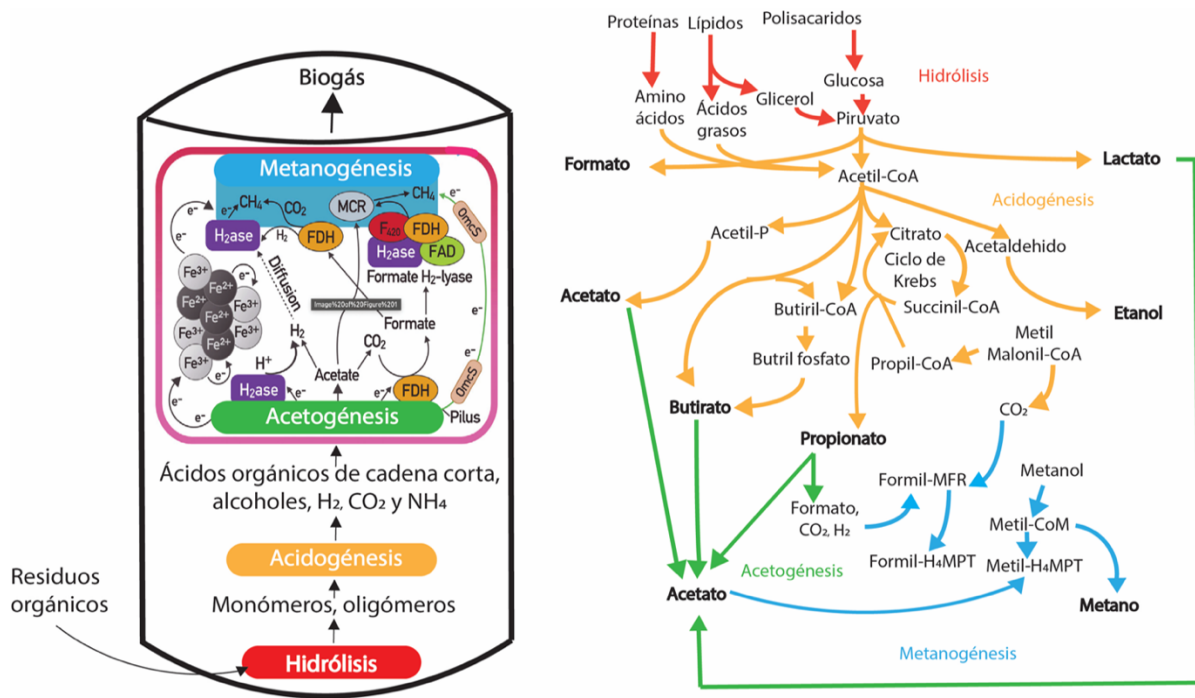 Biogás
Metanogénesis
e⁻
CH₄
CO₂
MCR
CH₄
e⁻
OmcS
e⁻
e⁻
H₂ase
H₂
FDH
F₄₂₀
FDH
H₂ase
FAD
Formate H₂-lyase
Fe³⁺
e⁻
Fe²⁺
Fe³⁺
Fe²⁺
Fe²⁺
Fe³⁺
Fe²⁺
Fe³⁺
Fe³⁺
e⁻
Diffusion
Image%20of%20Figure%201
H₂
Formate
e⁻
CO₂
H⁺
Acetate
e⁻
H₂ase
e⁻
e⁻
FDH
OmcS
e⁻
e⁻
Acetogénesis
Pilus
Ácidos orgánicos de cadena corta,
alcoholes, H₂, CO₂ y NH₄
Acidogénesis
Residuos
orgánicos
Monómeros, oligómeros
Hidrólisis
Proteínas
Lípidos
Polisacaridos
Hidrólisis
Glucosa
Amino
ácidos
Ácidos
grasos
Glicerol
Piruvato
Formato
Lactato
Acetil-CoA
Acidogénesis
Acetil-P
Citrato
Acetaldehido
Ciclo de
Krebs
Acetato
Butiril-CoA
Succinil-CoA
Etanol
Metil
Malonil-CoA
Butril fosfato
Propil-CoA
Butirato
CO₂
Propionato
Formil-MFR
Metanol
Formato,
CO₂, H₂
Metil-CoM
Formil-H₄MPT
Metil-H₄MPT
Acetogénesis
Acetato
Metano
Metanogénesis